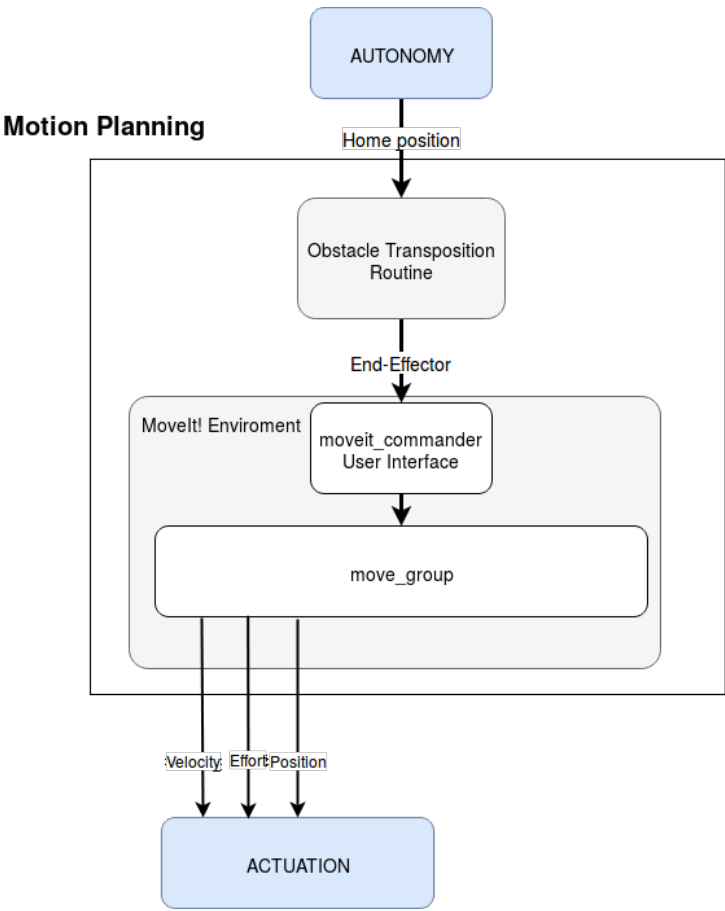 AUTONOMY
Motion Planning
Home position
Obstacle Transposition
Routine
End-Effector
MoveIt! Enviroment
moveit_commander
User Interface
move_group
Velocity
Effort
Position
ACTUATION